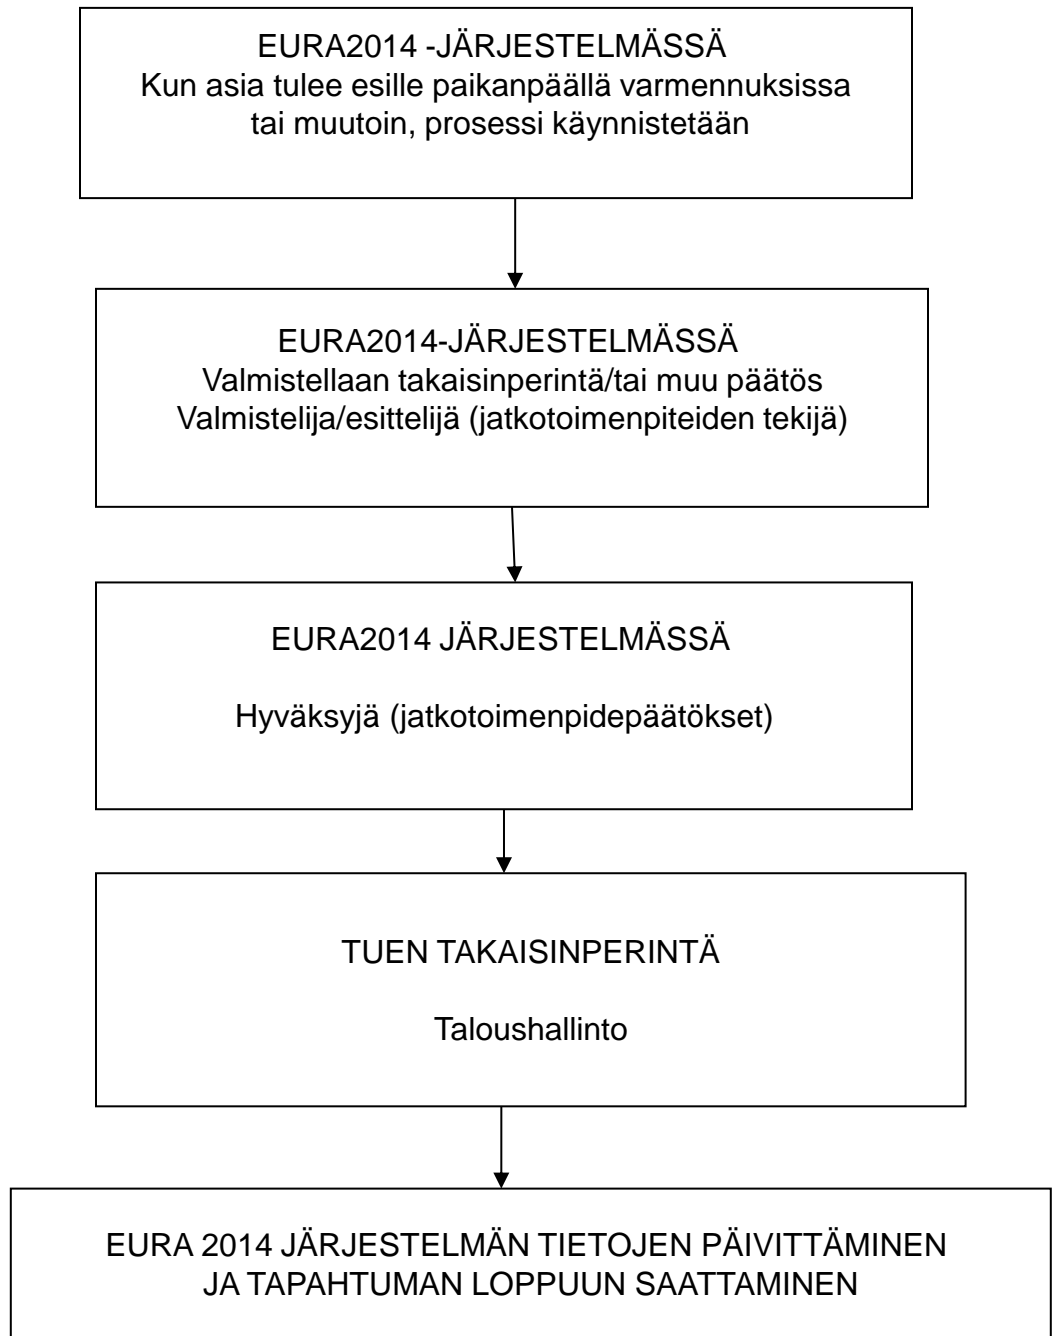 EURA2014 -JÄRJESTELMÄSSÄ
Kun asia tulee esille paikanpäällä varmennuksissa
tai muutoin, prosessi käynnistetään
EURA2014-JÄRJESTELMÄSSÄ
Valmistellaan takaisinperintä/tai muu päätös
Valmistelija/esittelijä (jatkotoimenpiteiden tekijä)
EURA2014 JÄRJESTELMÄSSÄ
Hyväksyjä (jatkotoimenpidepäätökset)
TUEN TAKAISINPERINTÄ
Taloushallinto
EURA 2014 JÄRJESTELMÄN TIETOJEN PÄIVITTÄMINEN
JA TAPAHTUMAN LOPPUUN SAATTAMINEN